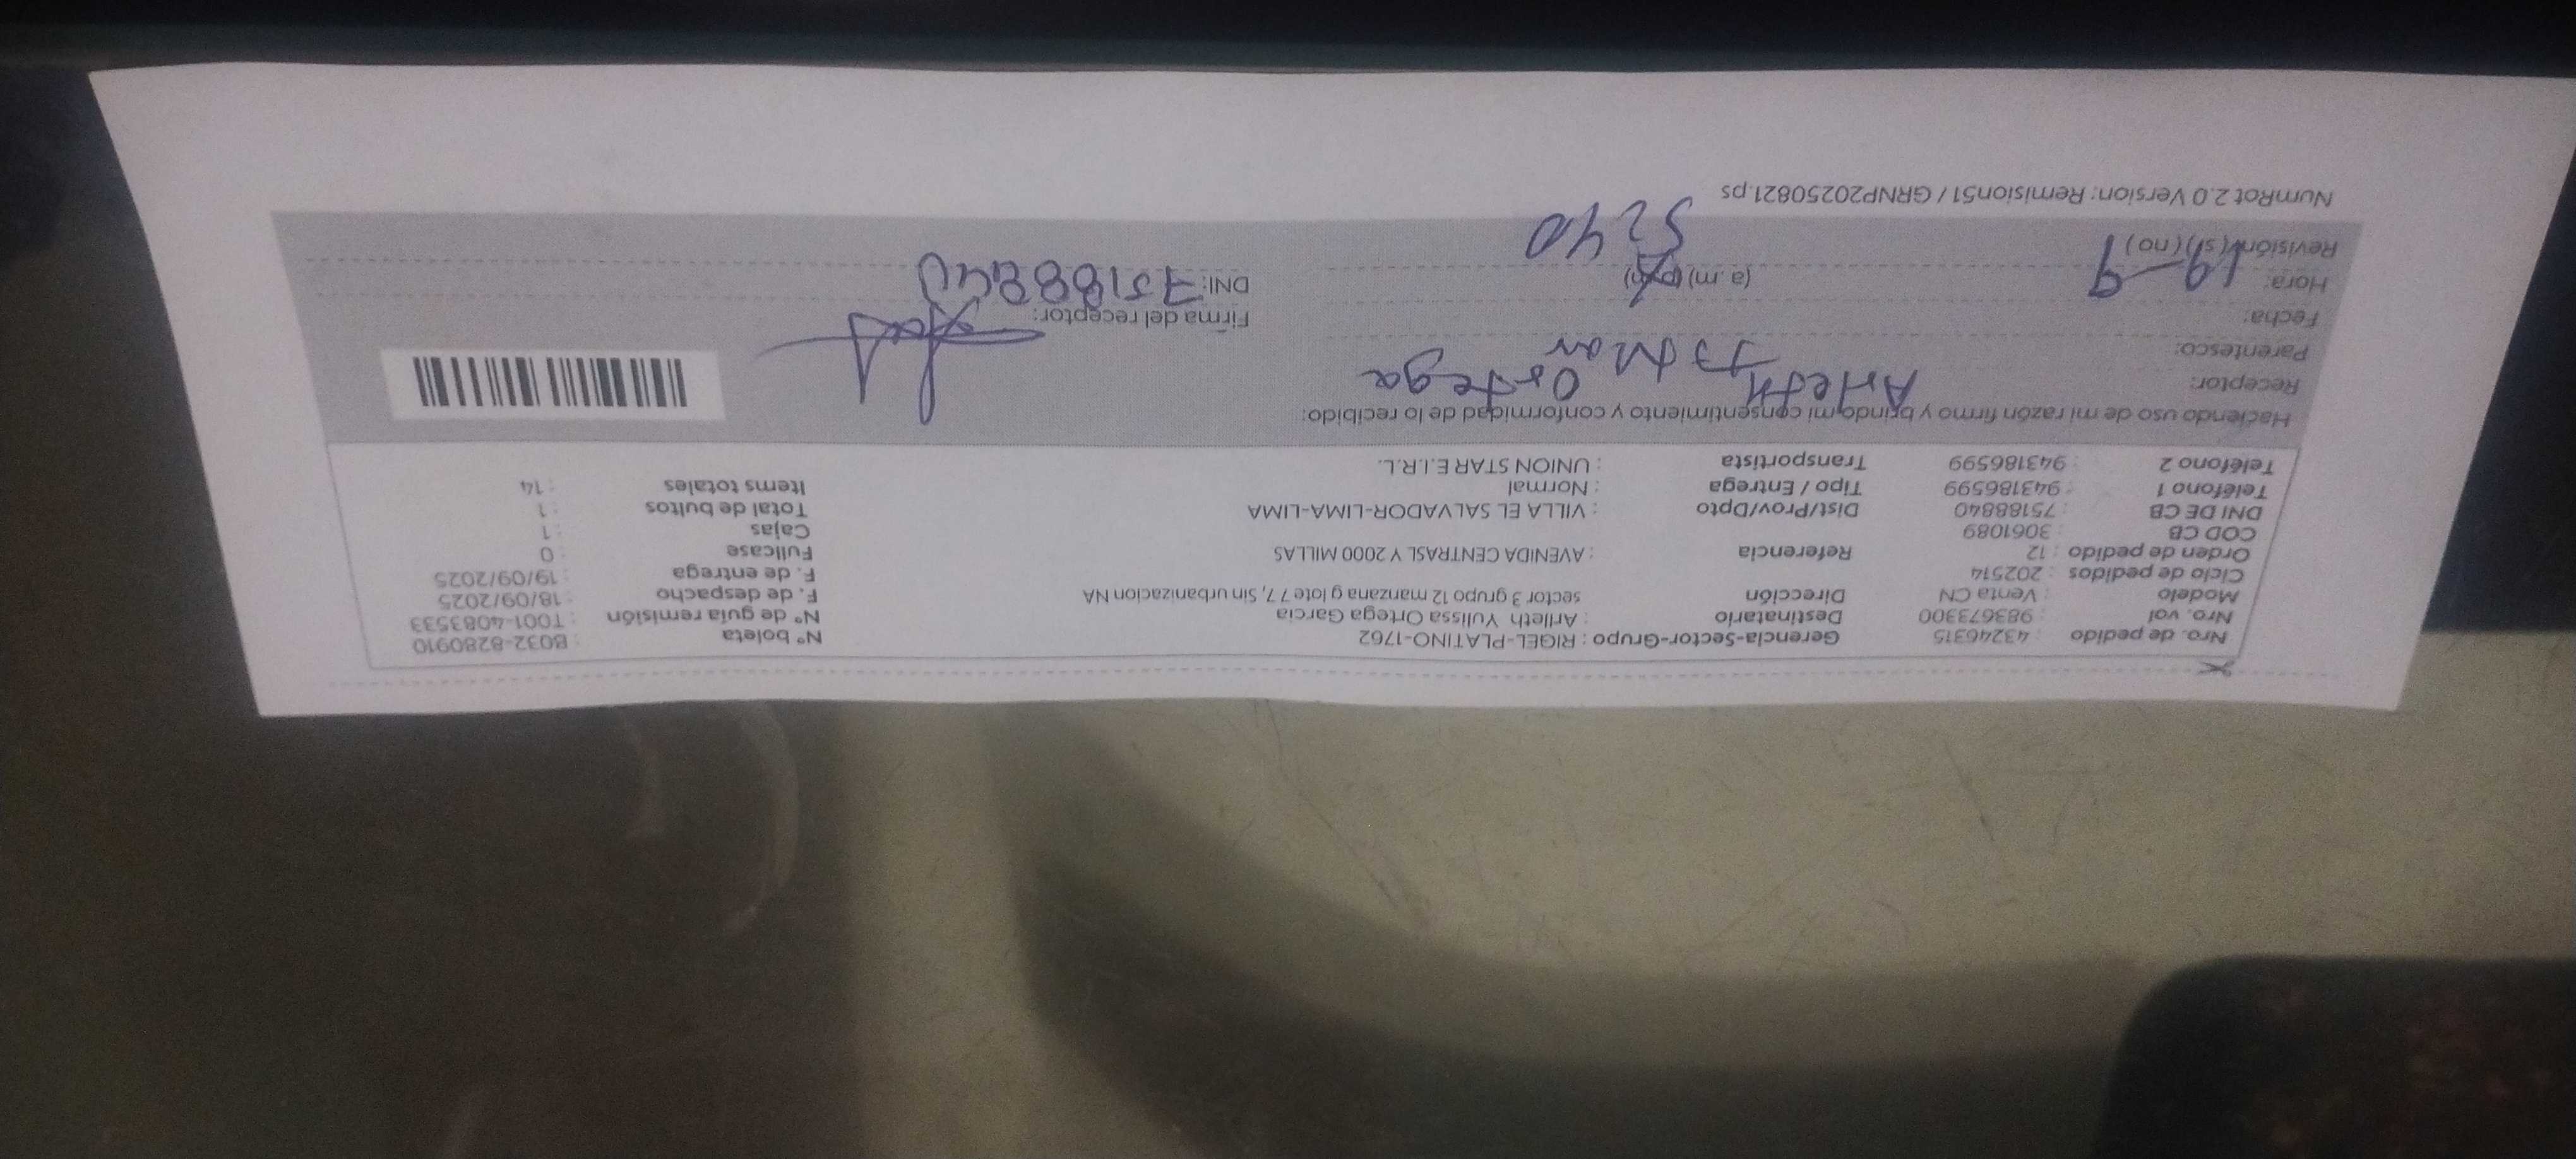 Nro. de pedido : 43246315 Gerencia-Sector-Grupo : RIGEL-PLATINO-1762 N° boleta : B032-8280910
Nro. vol : 983673300 Destinatario : Arlleth Yulissa Ortega Garcia N° de guía remisión : T001-4083533
Modelo : Venta CN Dirección sector 3 grupo 12 manzana g lote 7 7, Sin urbanizacion NA F. de despacho : 18/09/2025
Ciclo de pedidos : 202514 F. de entrega : 19/09/2025
Orden de pedido : 12 Referencia : AVENIDA CENTRASL Y 2000 MILLAS Fullcase : 0
COD CB : 3061089 Cajas : 1
DNI DE CB : 75188840 Dist/Prov/Dpto : VILLA EL SALVADOR-LIMA-LIMA Total de bultos : 1
Teléfono 1 : 943186599 Tipo / Entrega : Normal Items totales : 14
Teléfono 2 : 943186599 Transportista : UNION STAR E.I.R.L.
Haciendo uso de mi razón firmo y brindo mi consentimiento y conformidad de lo recibido:
Receptor: Arleth Ortega
Parentesco:
Fecha: Firma del receptor:
Hora: 19-9 (a.m) (p.m) DNI: 75188840
Revisión (si) (no) 5:40
NumRot 2.0 Version: Remision51 / GRNP20250821.ps